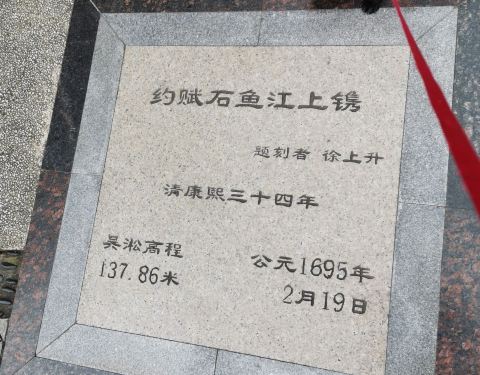 约赋石鱼江上镌
题刻者 徐上升
清康熙三十四年
吴淞高程
137.86米
公元1695年
2月19日